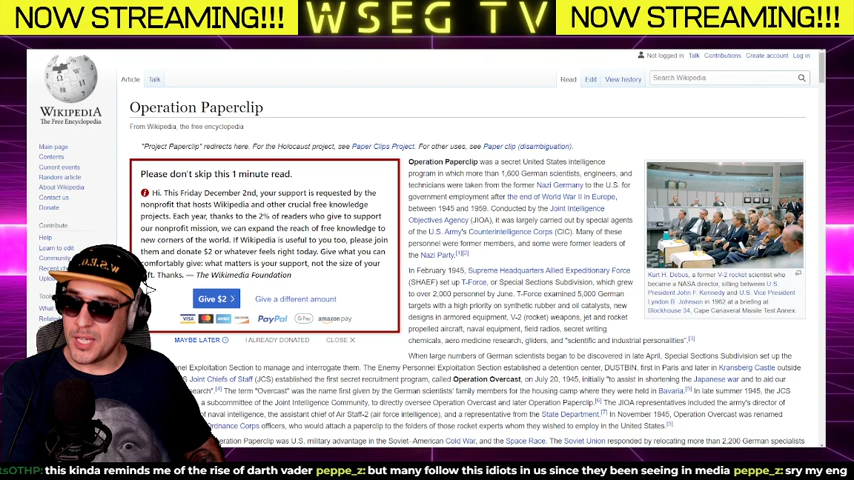 NOW STREAMING!!! WSEG TV NOW STREAMING!!!
Not logged in Talk Contributions Create account Log in
Article Talk Read Edit View history Search Wikipedia
WIKIPEDIA
The Free Encyclopedia
Operation Paperclip
From Wikipedia, the free encyclopedia
Main page
Contents
Current events
Random article
About Wikipedia
Contact us
Donate
Contribute
Help
Learn to edit
Community
Recent
Upload
"Project Paperclip" redirects here. For the Holocaust project, see Paper Clips Project. For other uses, see Paper clip (disambiguation).
Please don't skip this 1 minute read.
Hi. This Friday December 2nd, your support is requested by the
nonprofit that hosts Wikipedia and other crucial free knowledge
projects. Each year, thanks to the 2% of readers who give to support
our nonprofit mission, we can expand the reach of free knowledge to
new corners of the world. If Wikipedia is useful to you too, please join
them and donate $2 or whatever feels right today. Give what you can
comfortably give: what matters is your support, not the size of your
ft. Thanks. — The Wikimedia Foundation
Give $2 Give a different amount
VISA PayPal G Pay amazon pay
MAYBE LATER I ALREADY DONATED CLOSE
Operation Paperclip was a secret United States intelligence
program in which more than 1,600 German scientists, engineers, and
technicians were taken from the former Nazi Germany to the U.S. for
government employment after the end of World War II in Europe,
between 1945 and 1959. Conducted by the Joint Intelligence
Objectives Agency (JIOA), it was largely carried out by special agents
of the U.S. Army's Counterintelligence Corps (CIC). Many of these
personnel were former members, and some were former leaders of
the Nazi Party.[1][2]
In February 1945, Supreme Headquarters Allied Expeditionary Force
(SHAEF) set up T-Force, or Special Sections Subdivision, which grew
to over 2,000 personnel by June. T-Force examined 5,000 German
targets with a high priority on synthetic rubber and oil catalysts, new
designs in armored equipment, V-2 (rocket) weapons, jet and rocket
propelled aircraft, naval equipment, field radios, secret writing
chemicals, aero medicine research, gliders, and "scientific and industrial personalities".[3]
Kurt H. Debus, a former V-2 rocket scientist who
became a NASA director, sitting between U.S.
President John F. Kennedy and U.S. Vice President
Lyndon B. Johnson in 1962 at a briefing at
Blockhouse 34, Cape Canaveral Missile Test Annex.
When large numbers of German scientists began to be discovered in late April, Special Sections Subdivision set up the
Personnel Exploitation Section to manage and interrogate them. The Enemy Personnel Exploitation Section established a detention center, DUSTBIN, first in Paris and later in Kransberg Castle outside
Joint Chiefs of Staff (JCS) established the first secret recruitment program, called Operation Overcast, on July 20, 1945, initially "to assist in shortening the Japanese war and to aid our
search".[4] The term "Overcast" was the name first given by the German scientists' family members for the housing camp where they were held in Bavaria.[5] In late summer 1945, the JCS
a subcommittee of the Joint Intelligence Community, to directly oversee Operation Overcast and later Operation Paperclip.[6] The JIOA representatives included the army's director of
of naval intelligence, the assistant chief of Air Staff-2 (air force intelligence), and a representative from the State Department.[7] In November 1945, Operation Overcast was renamed
Ordnance Corps officers, who would attach a paperclip to the folders of those rocket experts whom they wished to employ in the United States.
Operation Paperclip was U.S. military advantage in the Soviet–American Cold War, and the Space Race. The Soviet Union responded by relocating more than 2,200 German specialists
W.S.E.G.
tsOTHP: this kinda reminds me of the rise of darth vader peppe_z: but many follow this idiots in us since they been seeing in media peppe_z: sry my eng